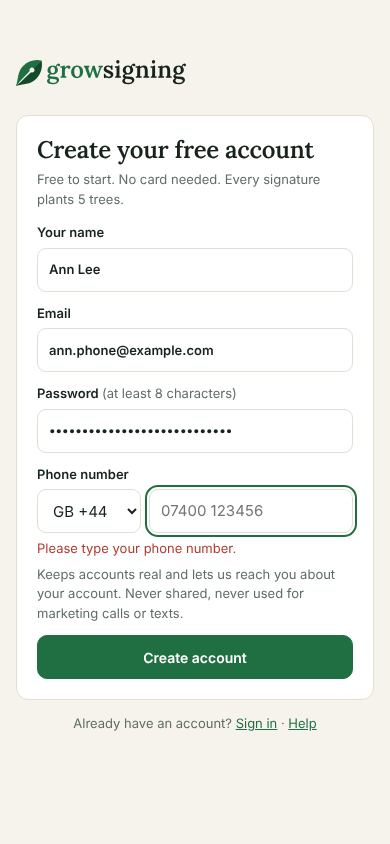 growsigning
Create your free account
Free to start. No card needed. Every signature
plants 5 trees.
Your name
Ann Lee
Email
ann.phone@example.com
Password (at least 8 characters)
••••••••••••••••••••••••••••
Phone number
GB +44
07400 123456
Please type your phone number.
Keeps accounts real and lets us reach you about
your account. Never shared, never used for
marketing calls or texts.
Create account
Already have an account? Sign in · Help